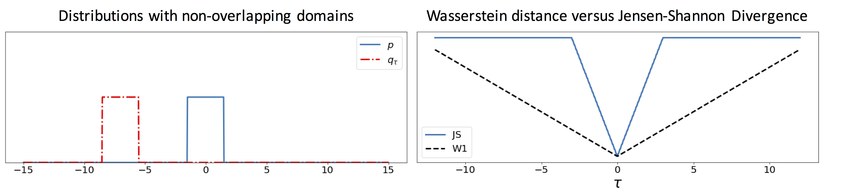 Distributions with non-overlapping domains
p
qτ
−15 −10 −5 0 5 10 15
Wasserstein distance versus Jensen-Shannon Divergence
JS
W1
−10 −5 0 5 10
τ